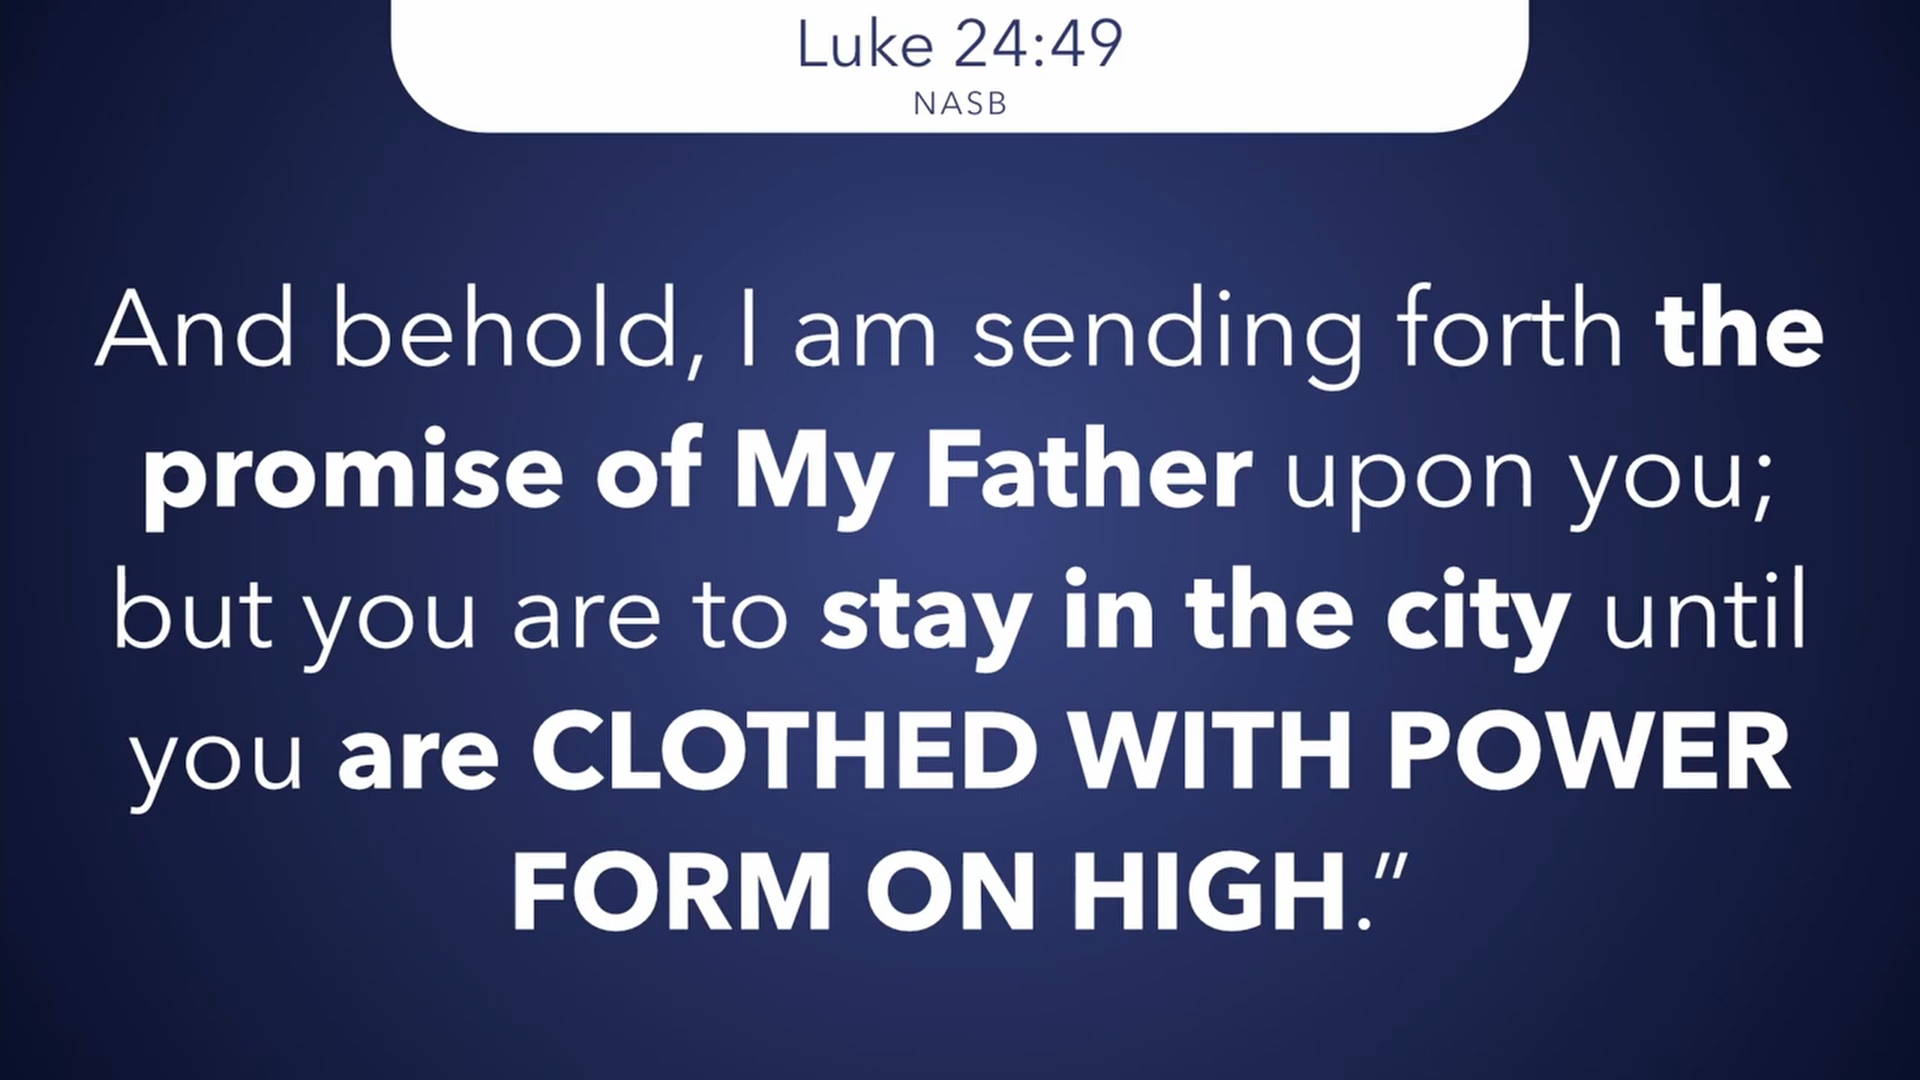 Luke 24:49
NASB
And behold, I am sending forth the
promise of My Father upon you;
but you are to stay in the city until
you are CLOTHED WITH POWER
FORM ON HIGH.”